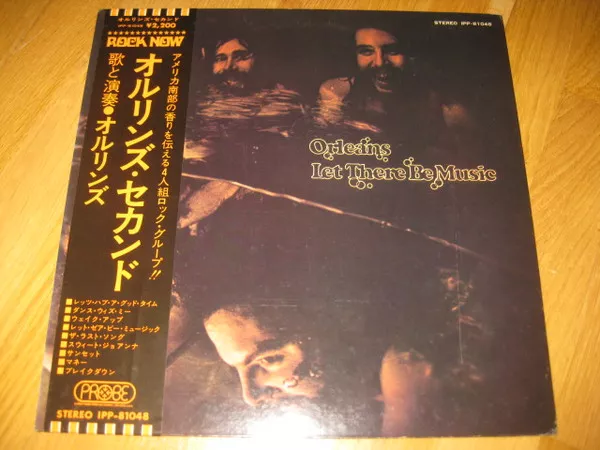 オルリンズ・セカンド
IPP-81048 ¥2,200
ROCK NOW
アメリカ南部の香りを伝える4人組ロック・グループ!!
オルリンズ・セカンド
歌と演奏●オルリンズ
■レッツ・ハブ・ア・グッド・タイム
■ダンス・ウィズ・ミー
■ウェイク・アップ
■レット・ゼア・ビー・ミュージック
■ザ・ラスト・ソング
■スウィート・ジョアンナ
■サンセット
■マネー
■ブレイクダウン
PROBE
STEREO IPP-81048
STEREO IPP-81048
Orleans
Let There Be Music